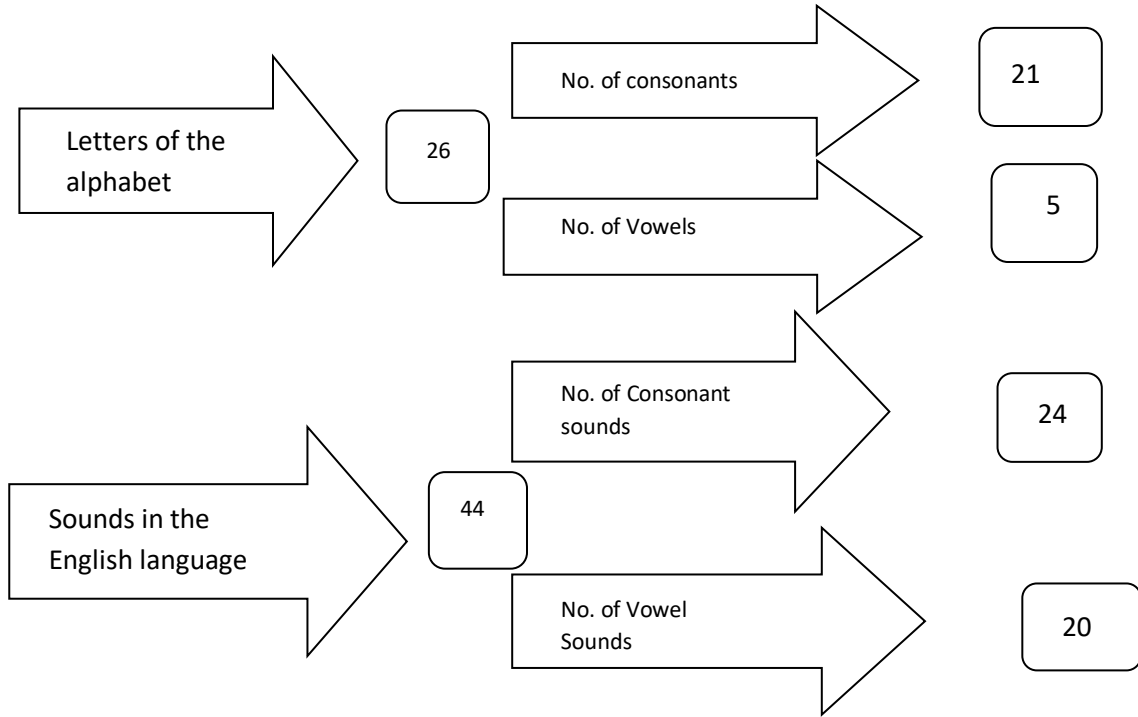 Letters of the
alphabet
26
No. of consonants
21
No. of Vowels
5
Sounds in the
English language
44
No. of Consonant
sounds
24
No. of Vowel
Sounds
20